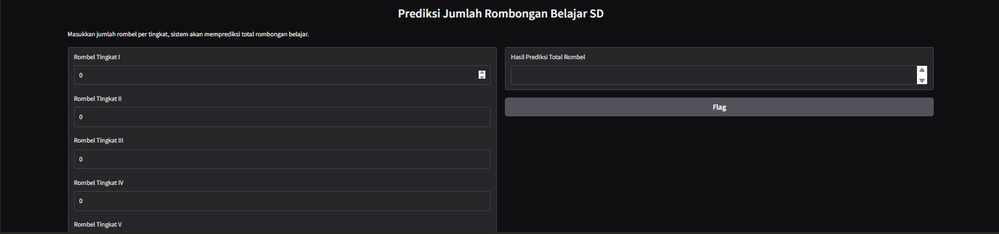 Prediksi Jumlah Rombongan Belajar SD
Masukkan jumlah rombel per tingkat, sistem akan memprediksi total rombongan belajar.
Rombel Tingkat I
0
Rombel Tingkat II
0
Rombel Tingkat III
0
Rombel Tingkat IV
0
Rombel Tingkat V
Hasil Prediksi Total Rombel
Flag